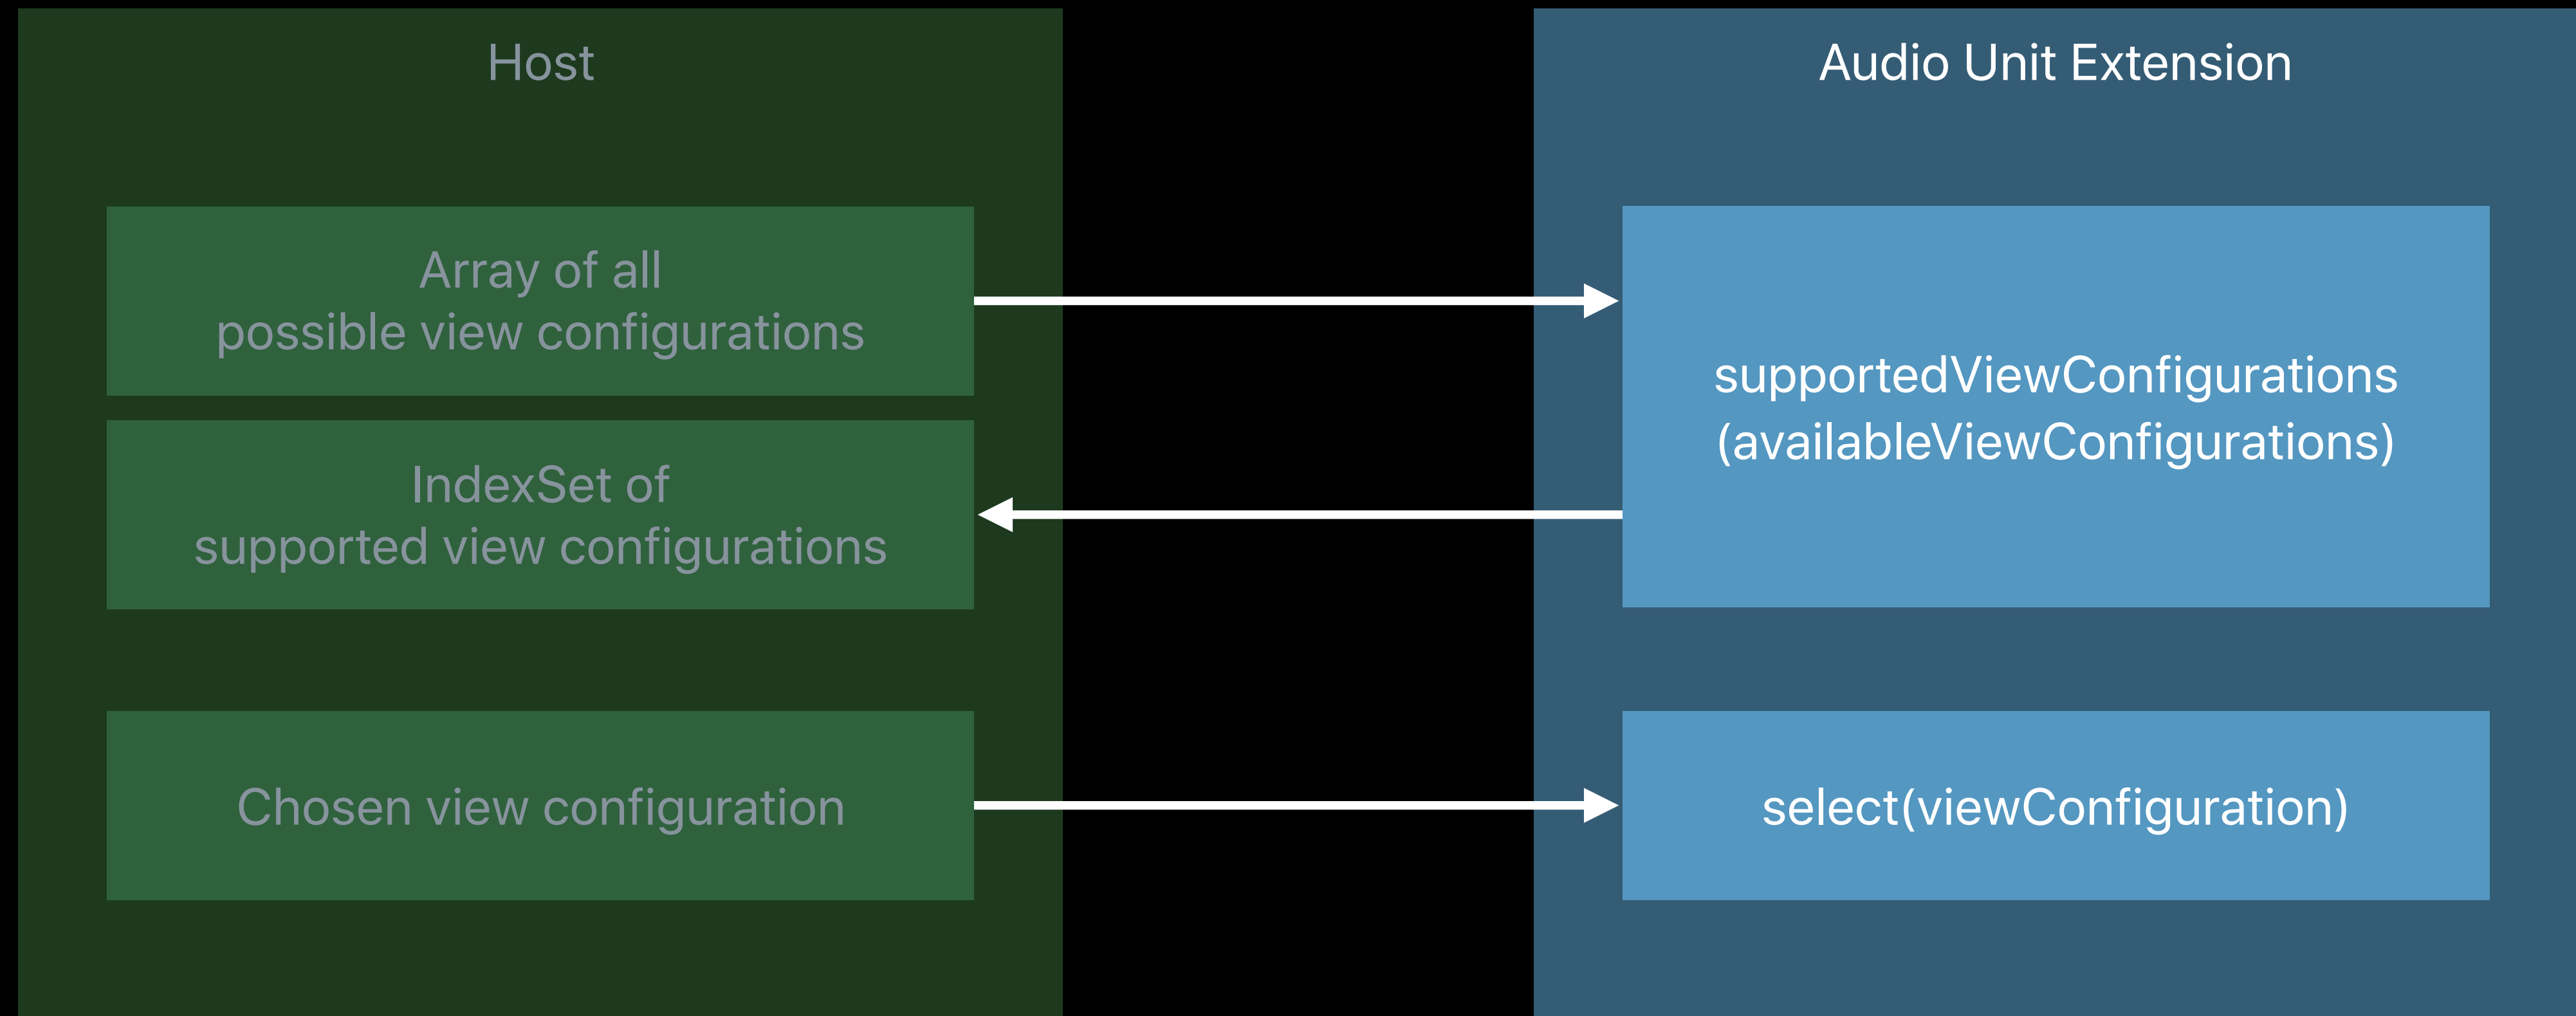 Host
Array of all
possible view configurations
IndexSet of
supported view configurations
Chosen view configuration
Audio Unit Extension
supportedViewConfigurations
(availableViewConfigurations)
select(viewConfiguration)